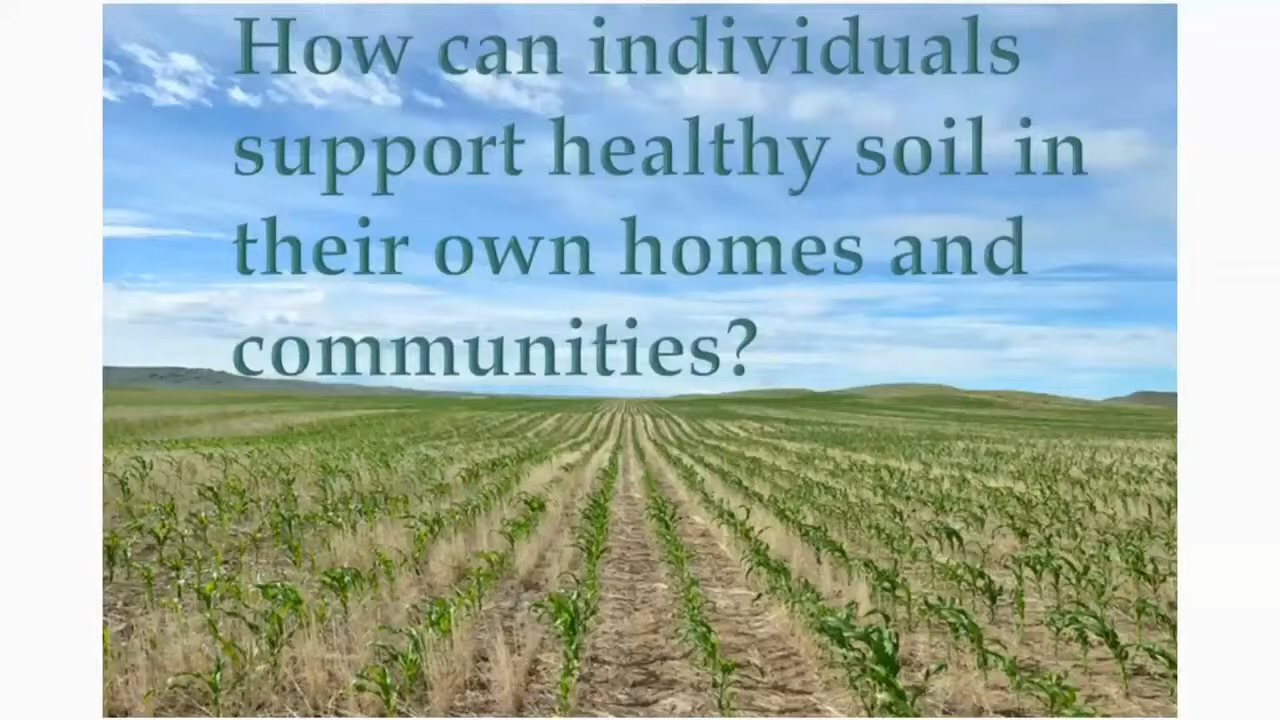 How can individuals
support healthy soil in
their own homes and
communities?